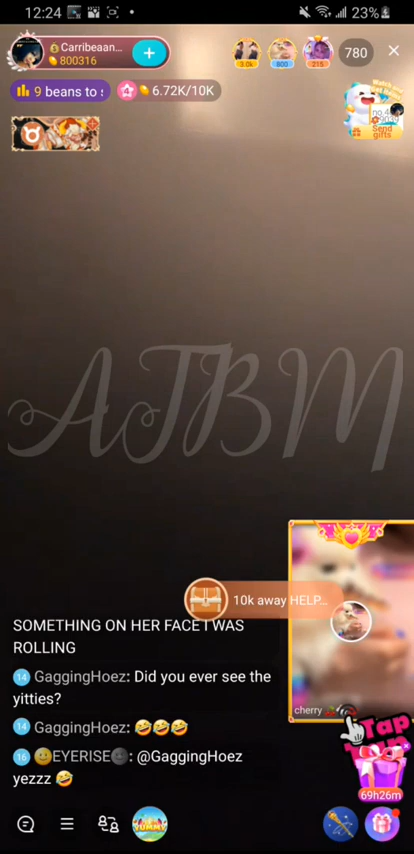 12:24
23%
Carribeaan...
800316
3.0k
800
215
780
9 beans to
6.72K/10K
Send
gifts
AJBM
10k away HELP...
SOMETHING ON HER FACE I WAS
ROLLING
14 GaggingHoez: Did you ever see the
yitties?
14 GaggingHoez: 🤣🤣🤣
16 🌝EYERISE🌚: @GaggingHoez
yezzz 🤣
cherry 🍒
Tap
69h26m
YUMMY